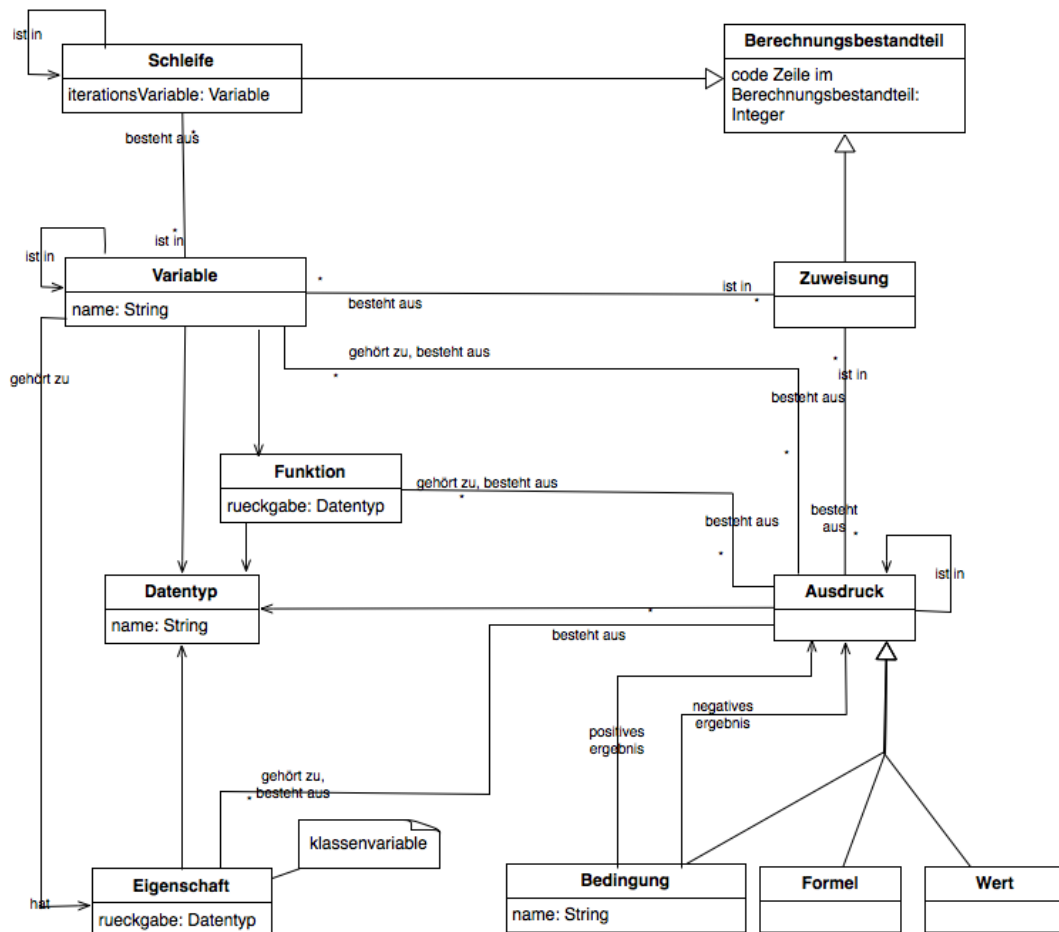 ist in
Schleife
iterationsVariable: Variable
Berechnungsbestandteil
code Zeile im
Berechnungsbestandteil:
Integer
*
besteht aus
*
ist in
ist in
Variable
name: String
*
besteht aus
ist in
*
Zuweisung
gehört zu
gehört zu, besteht aus
*
*
ist in
besteht aus
*
Funktion
rueckgabe: Datentyp
gehört zu, besteht aus
*
besteht aus
*
besteht
aus
*
Datentyp
name: String
Ausdruck
ist in
*
besteht aus
positives
ergebnis
negatives
ergebnis
gehört zu,
besteht aus
*
klassenvariable
Eigenschaft
rueckgabe: Datentyp
hat
Bedingung
name: String
Formel
Wert